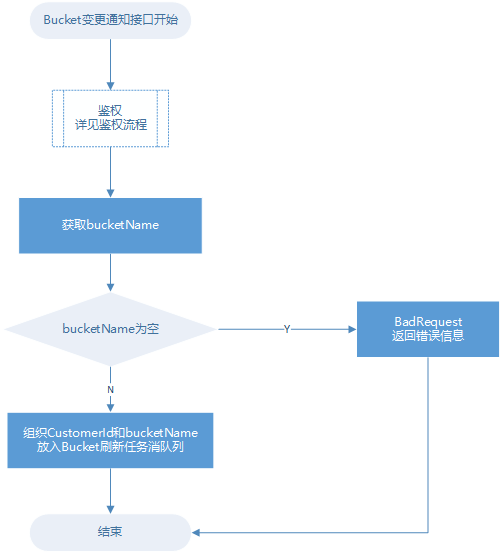 Bucket变更通知接口开始
鉴权
详见鉴权流程
获取bucketName
bucketName为空
Y
BadRequest
返回错误信息
N
组织CustomerId和bucketName
放入Bucket刷新任务消队列
结束